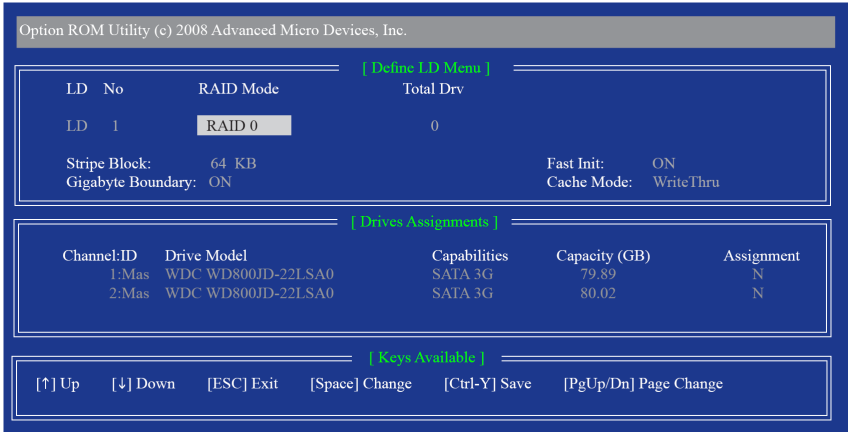 Option ROM Utility (c) 2008 Advanced Micro Devices, Inc.
[ Define LD Menu ]
LD No RAID Mode Total Drv
LD 1 RAID 0 0
Stripe Block: 64 KB Fast Init: ON
Gigabyte Boundary: ON Cache Mode: WriteThru
[ Drives Assignments ]
Channel:ID Drive Model Capabilities Capacity (GB) Assignment
1:Mas WDC WD800JD-22LSA0 SATA 3G 79.89 N
2:Mas WDC WD800JD-22LSA0 SATA 3G 80.02 N
[ Keys Available ]
[↑] Up [↓] Down [ESC] Exit [Space] Change [Ctrl-Y] Save [PgUp/Dn] Page Change